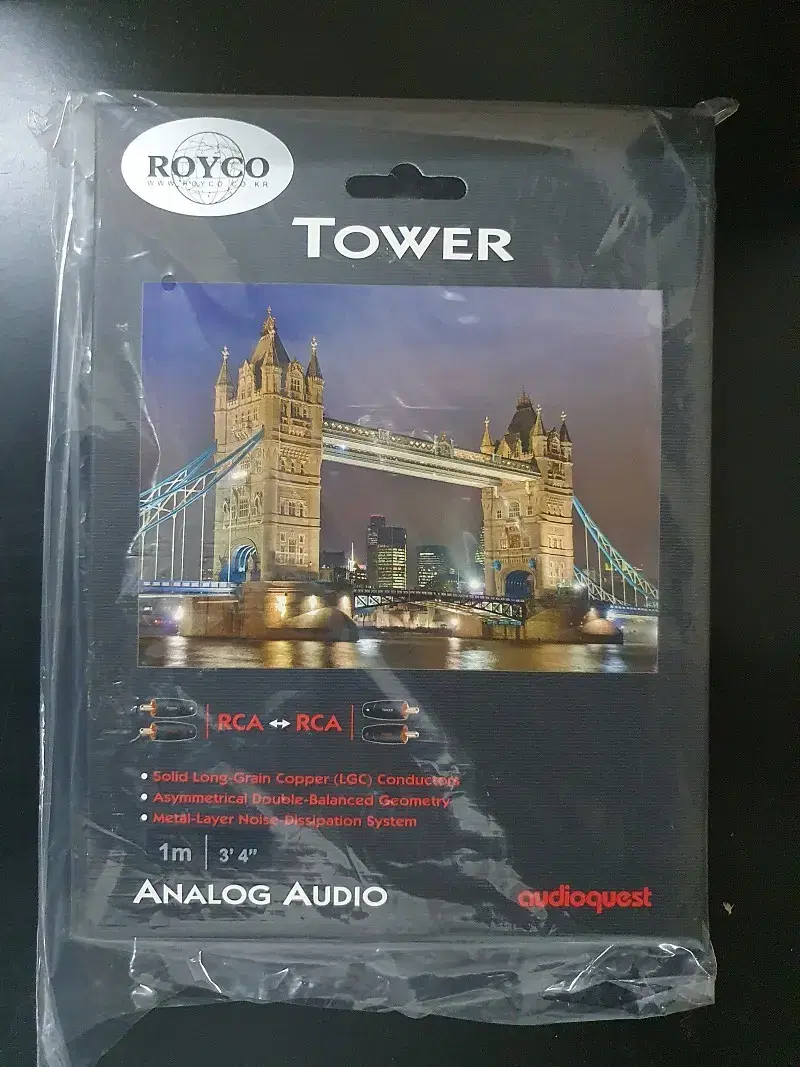 ROYCO
WWW.ROYCO.CO.KR
TOWER
RCA ↔ RCA
• Solid Long-Grain Copper (LGC) Conductors
• Asymmetrical Double-Balanced Geometry
• Metal-Layer Noise-Dissipation System
1m | 3' 4"
ANALOG AUDIO
audioquest